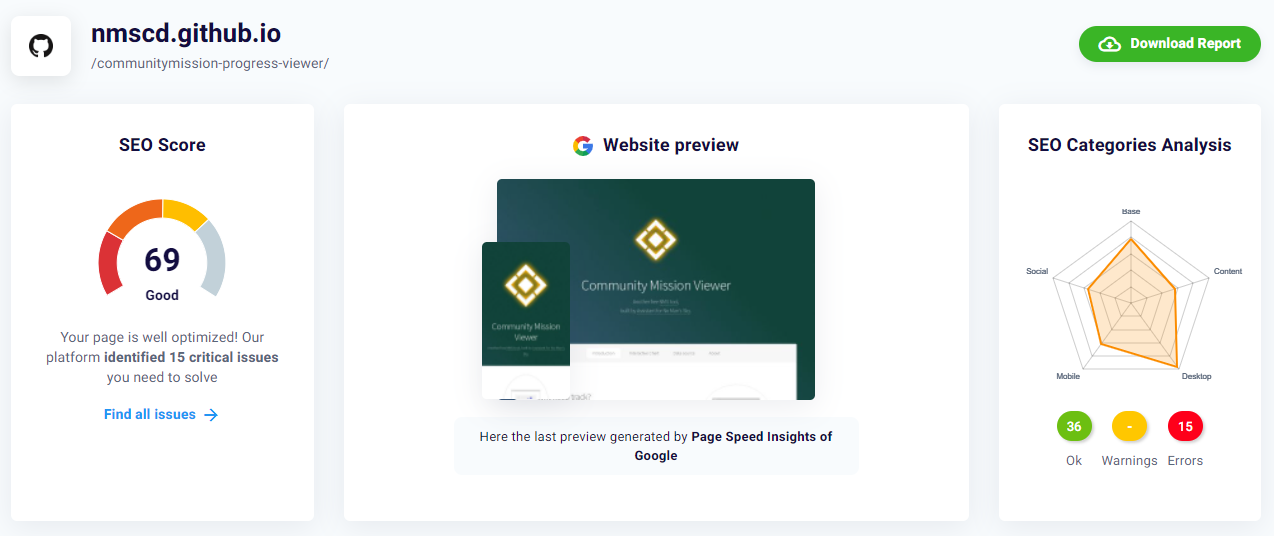 nmscd.github.io
/communitymission-progress-viewer/
Download Report
SEO Score
69
Good
Your page is well optimized! Our
platform identified 15 critical issues
you need to solve
Find all issues
Website preview
Community Mission Viewer
Community Mission
Viewer
track?
Here the last preview generated by Page Speed Insights of
Google
SEO Categories Analysis
Base
Social
Content
Mobile
Desktop
36
-
15
Ok
Warnings
Errors